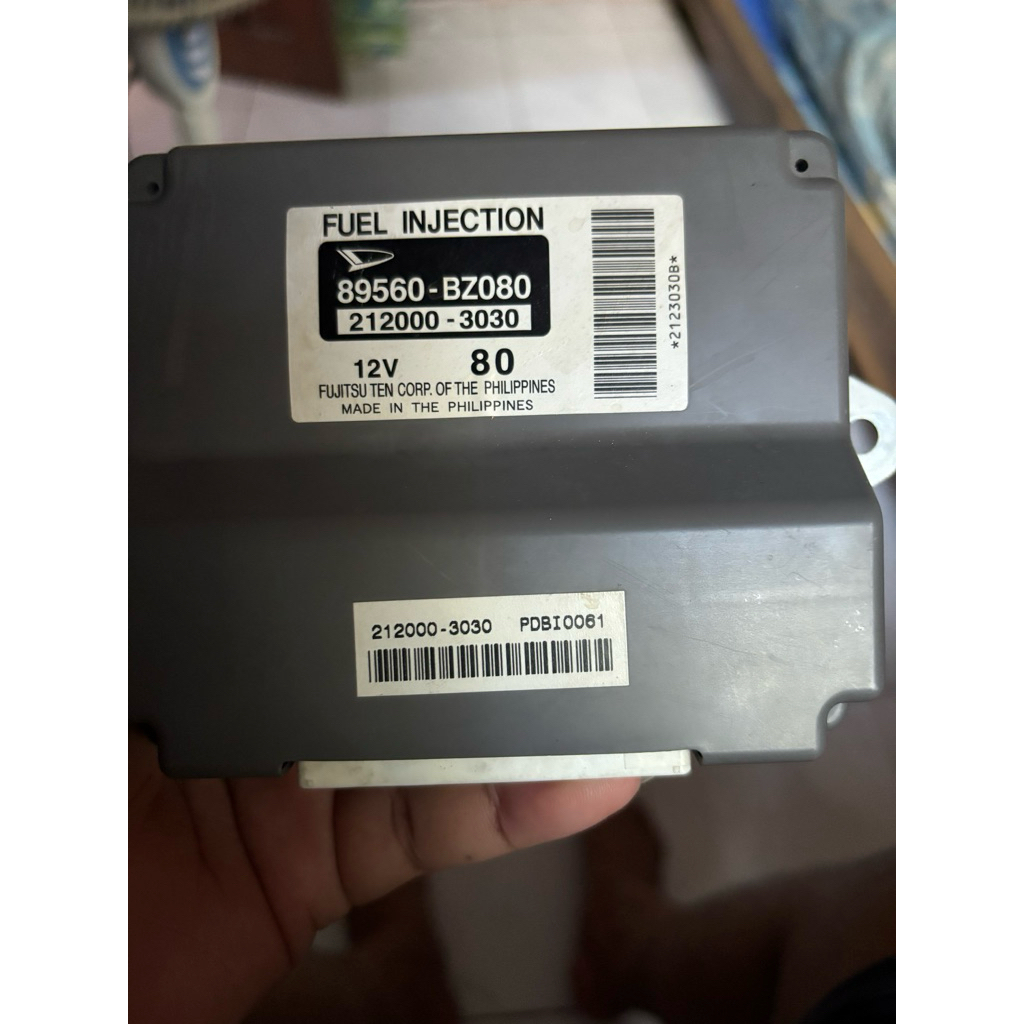 FUEL INJECTION
89560-BZ080
212000-3030
12V 80
FUJITSU TEN CORP. OF THE PHILIPPINES
MADE IN THE PHILIPPINES
*2123030B*
212000-3030 PDBI0061